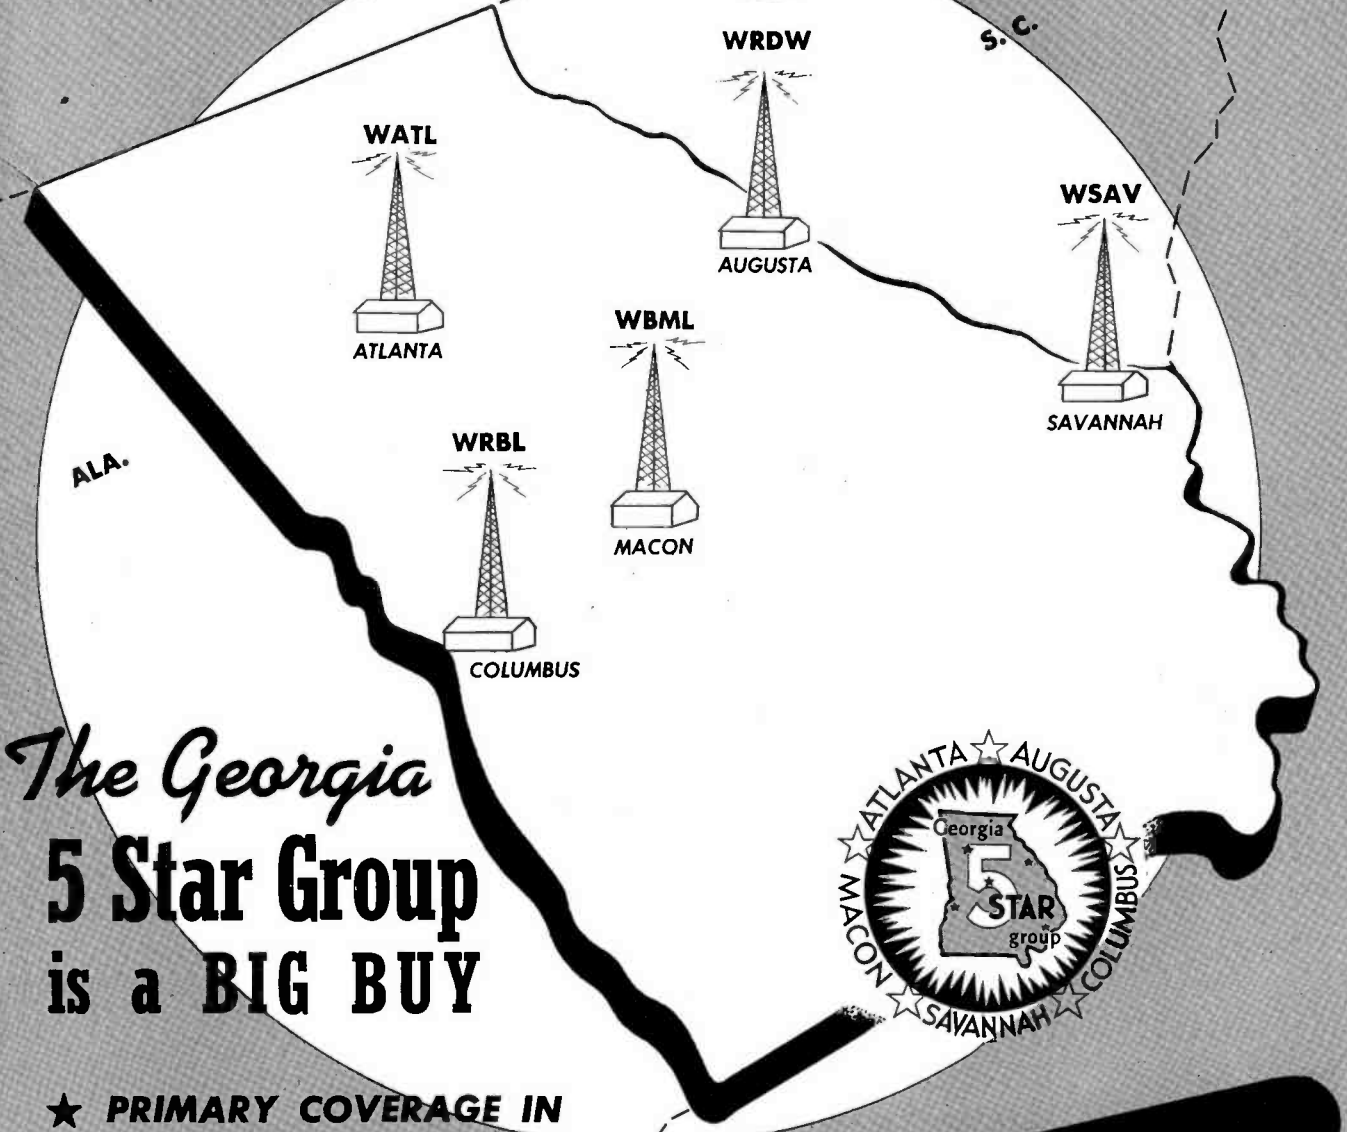 S. C.
WRDW
AUGUSTA
WATL
ATLANTA
WSAV
SAVANNAH
WBML
MACON
WRBL
COLUMBUS
ALA.
The Georgia
5 Star Group
is a BIG BUY
★ PRIMARY COVERAGE IN
ATLANTA ☆ AUGUSTA ☆ COLUMBUS ☆ SAVANNAH ☆ MACON ☆
Georgia
5
STAR
group